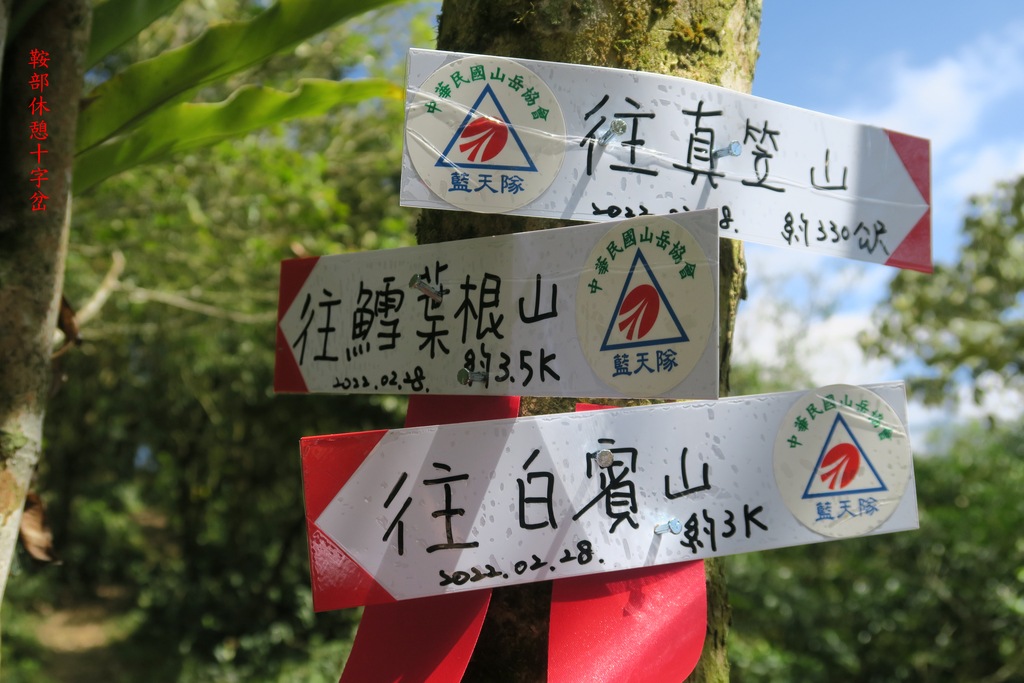 鞍部休憩十字岔
中華民國山岳協會
藍天隊
往真笠山
約330公尺
中華民國山岳協會
藍天隊
往鱈葉根山
約3.5K
2022.02.28.
中華民國山岳協會
藍天隊
往白賓山
約3K
2022.02.28.